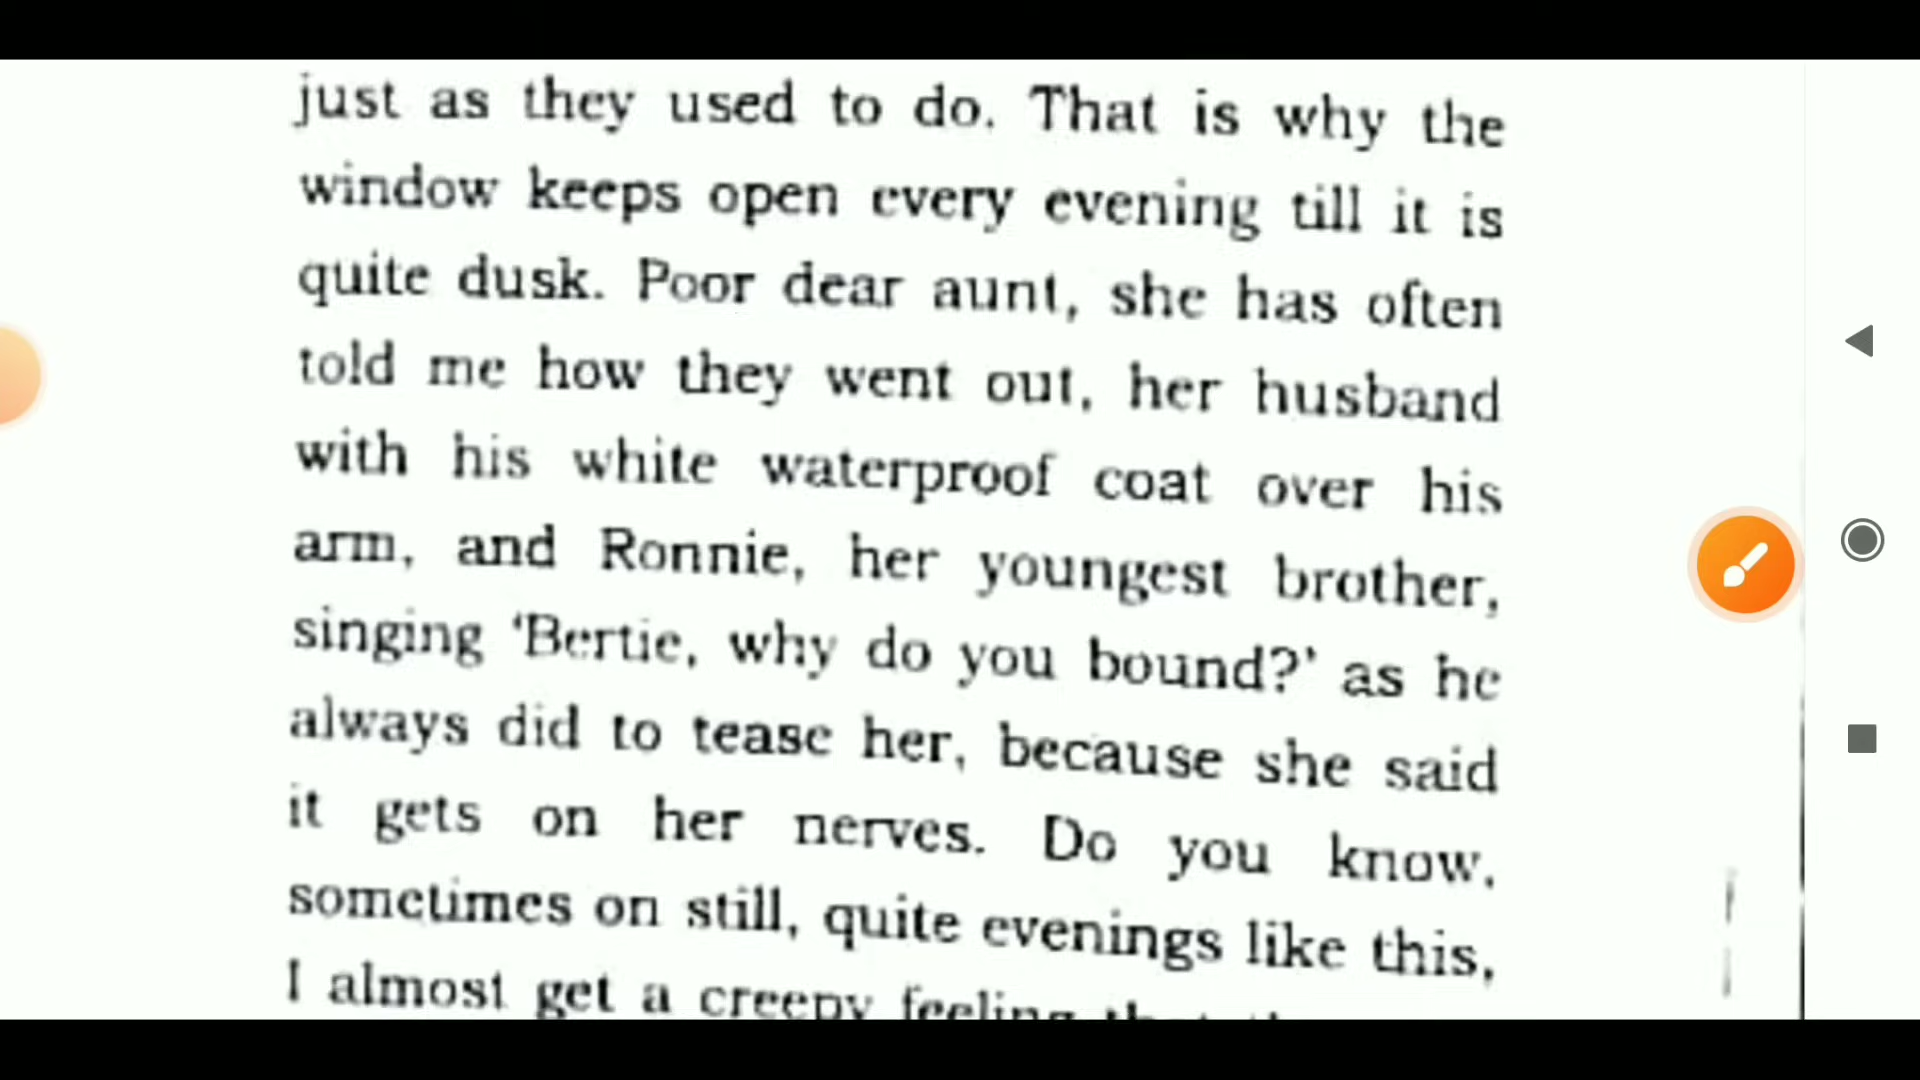 just as they used to do. That is why the
window keeps open every evening till it is
quite dusk. Poor dear aunt, she has often
told me how they went out, her husband
with his white waterproof coat over his
arm, and Ronnie, her youngest brother,
singing ‘Bertie, why do you bound?’ as he
always did to tease her, because she said
it gets on her nerves. Do you know,
sometimes on still, quite evenings like this,
I almost get a creepy feeling that